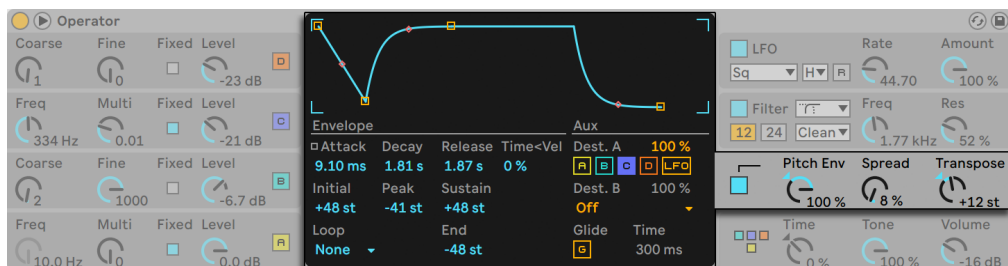 Operator
Coarse Fine Fixed Level
1 0 -23 dB D
Freq Multi Fixed Level
334 Hz 0.01 -21 dB C
Coarse Fine Fixed Level
2 1000 -6.7 dB B
Freq Multi Fixed Level
10.0 Hz 0 0.0 dB A
Envelope
Attack Decay Release Time<Vel
9.10 ms 1.81 s 1.87 s 0 %
Initial Peak Sustain
+48 st -41 st +48 st
Loop End
None -48 st
Aux
Dest. A 100 %
A B C D LFO
Dest. B 100 %
Off
Glide Time
G 300 ms
LFO Rate Amount
Sq H R 44.70 100 %
Filter Freq Res
12 24 Clean 1.77 kHz 52 %
Pitch Env Spread Transpose
100 % 8 % +12 st
Time Tone Volume
0 % 100 % -16 dB